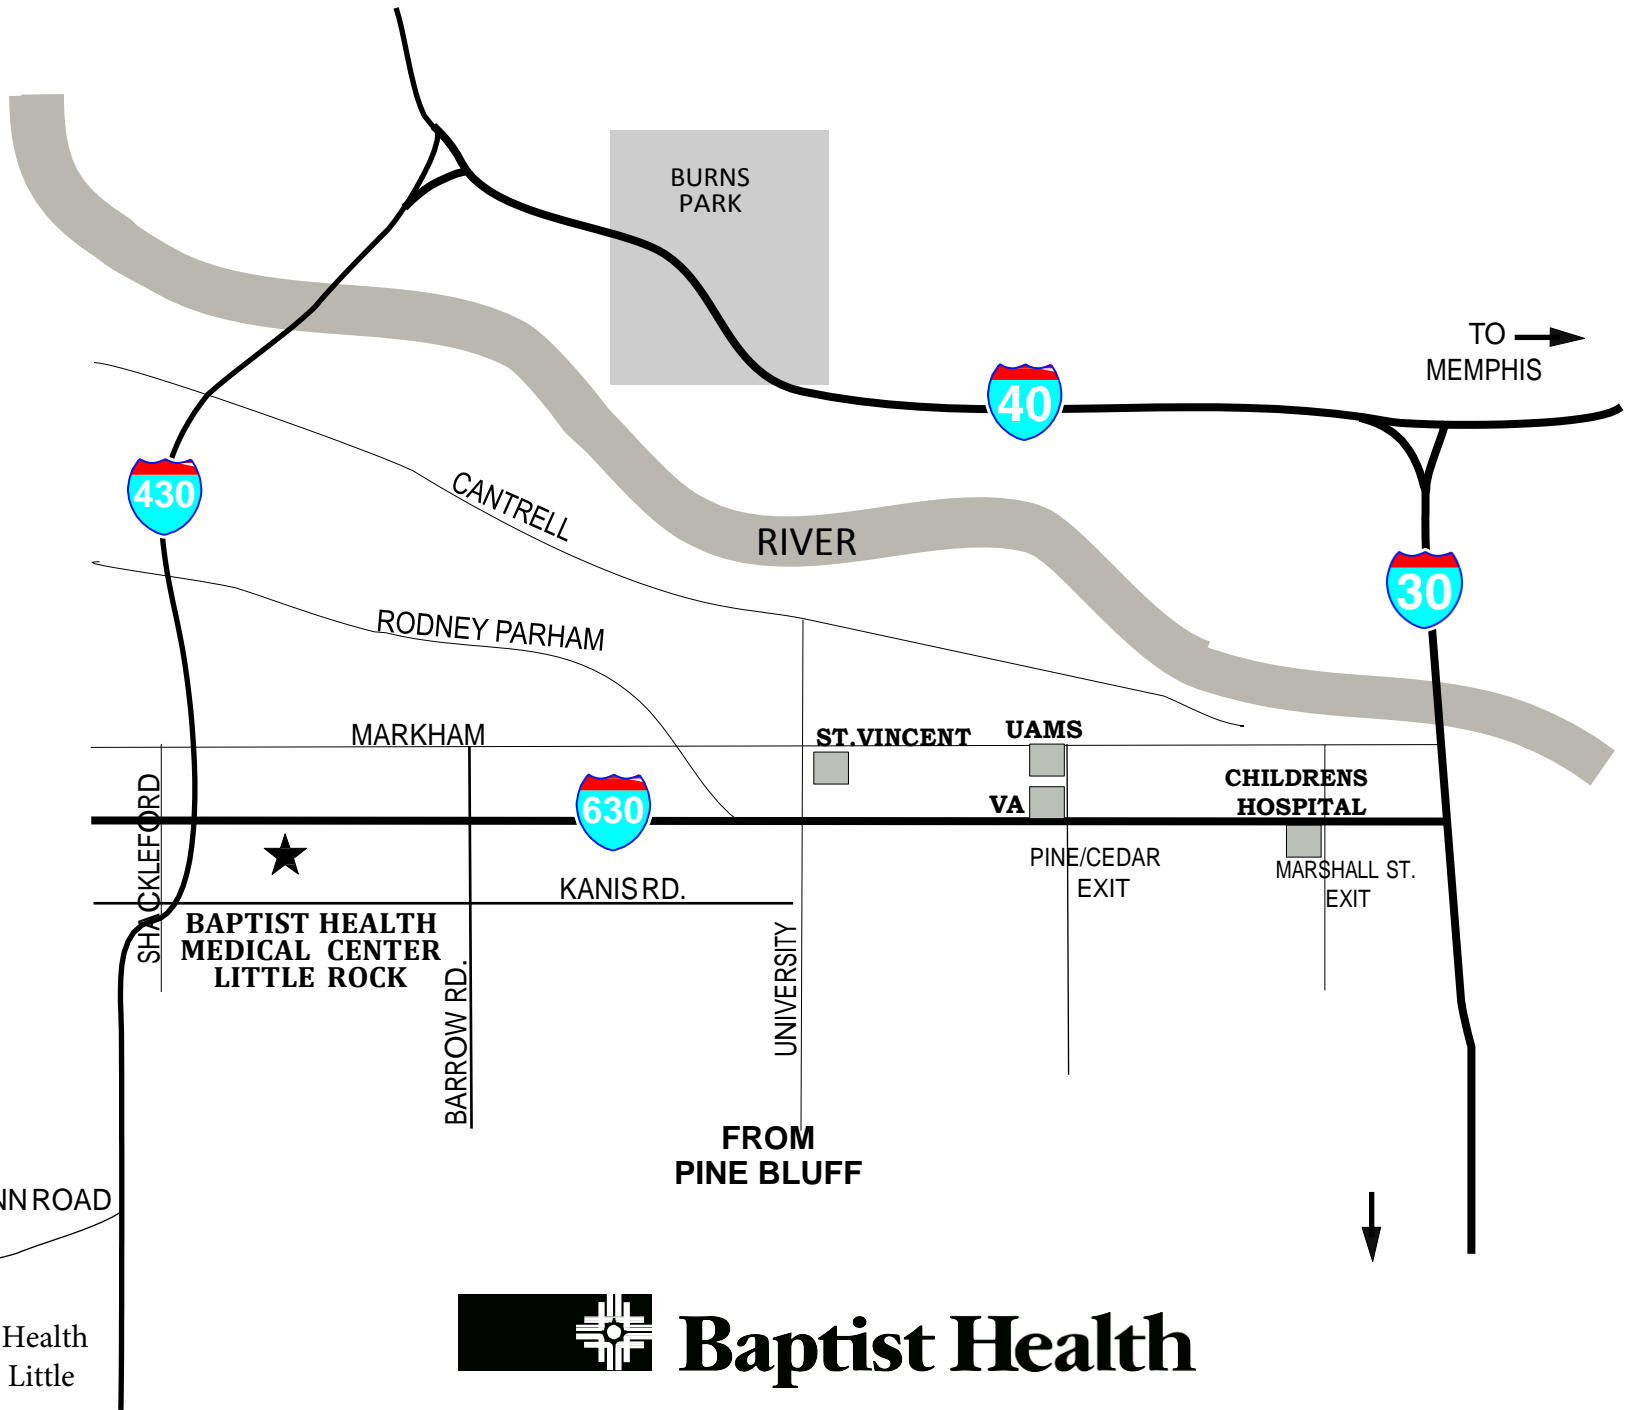 BURNS
PARK
TO
MEMPHIS
40
430
CANTRELL
RIVER
30
RODNEY PARHAM
MARKHAM
ST.VINCENT
UAMS
SHACKLEFORD
630
VA
CHILDRENS
HOSPITAL
KANIS RD.
PINE/CEDAR
EXIT
MARSHALL ST.
EXIT
BAPTIST HEALTH
MEDICAL CENTER
LITTLE ROCK
BARROW RD.
UNIVERSITY
FROM
PINE BLUFF
NN ROAD
Health
Little
Baptist Health